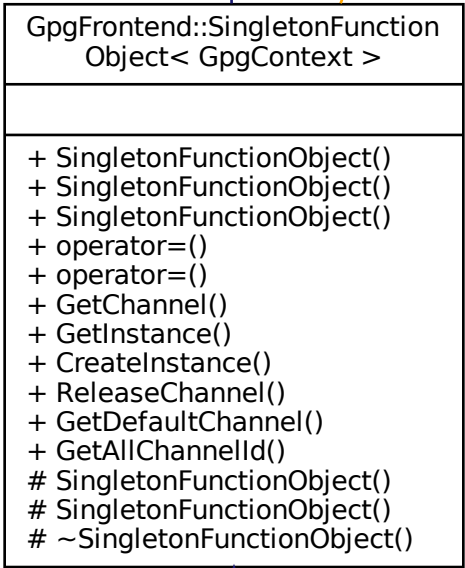 GpgFrontend::SingletonFunction
Object< GpgContext >
+ SingletonFunctionObject()
+ SingletonFunctionObject()
+ SingletonFunctionObject()
+ operator=()
+ operator=()
+ GetChannel()
+ GetInstance()
+ CreateInstance()
+ ReleaseChannel()
+ GetDefaultChannel()
+ GetAllChannelId()
# SingletonFunctionObject()
# SingletonFunctionObject()
# ~SingletonFunctionObject()